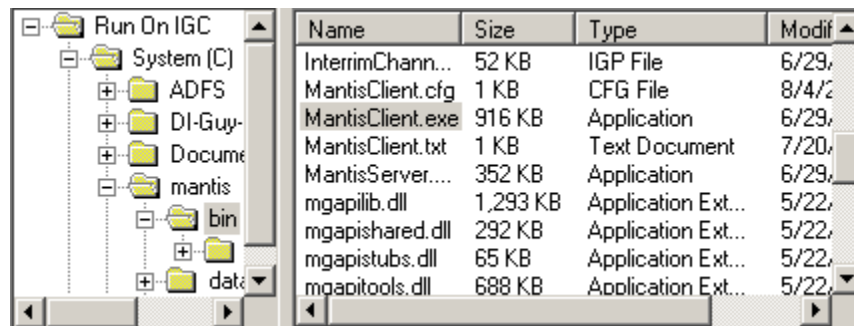 Run On IGC
System (C)
ADFS
DI-Guy-
Docume
mantis
bin
data
Name Size Type Modif
InterrimChann... 52 KB IGP File 6/29/
MantisClient.cfg 1 KB CFG File 8/4/2
MantisClient.exe 916 KB Application 6/29/
MantisClient.txt 1 KB Text Document 7/20/
MantisServer.... 352 KB Application 6/29/
mgapilib.dll 1,293 KB Application Ext... 5/22/
mgapishared.dll 292 KB Application Ext... 5/22/
mgapistubs.dll 65 KB Application Ext... 5/22/
mgapitools.dll 688 KB Application Ext... 5/22/